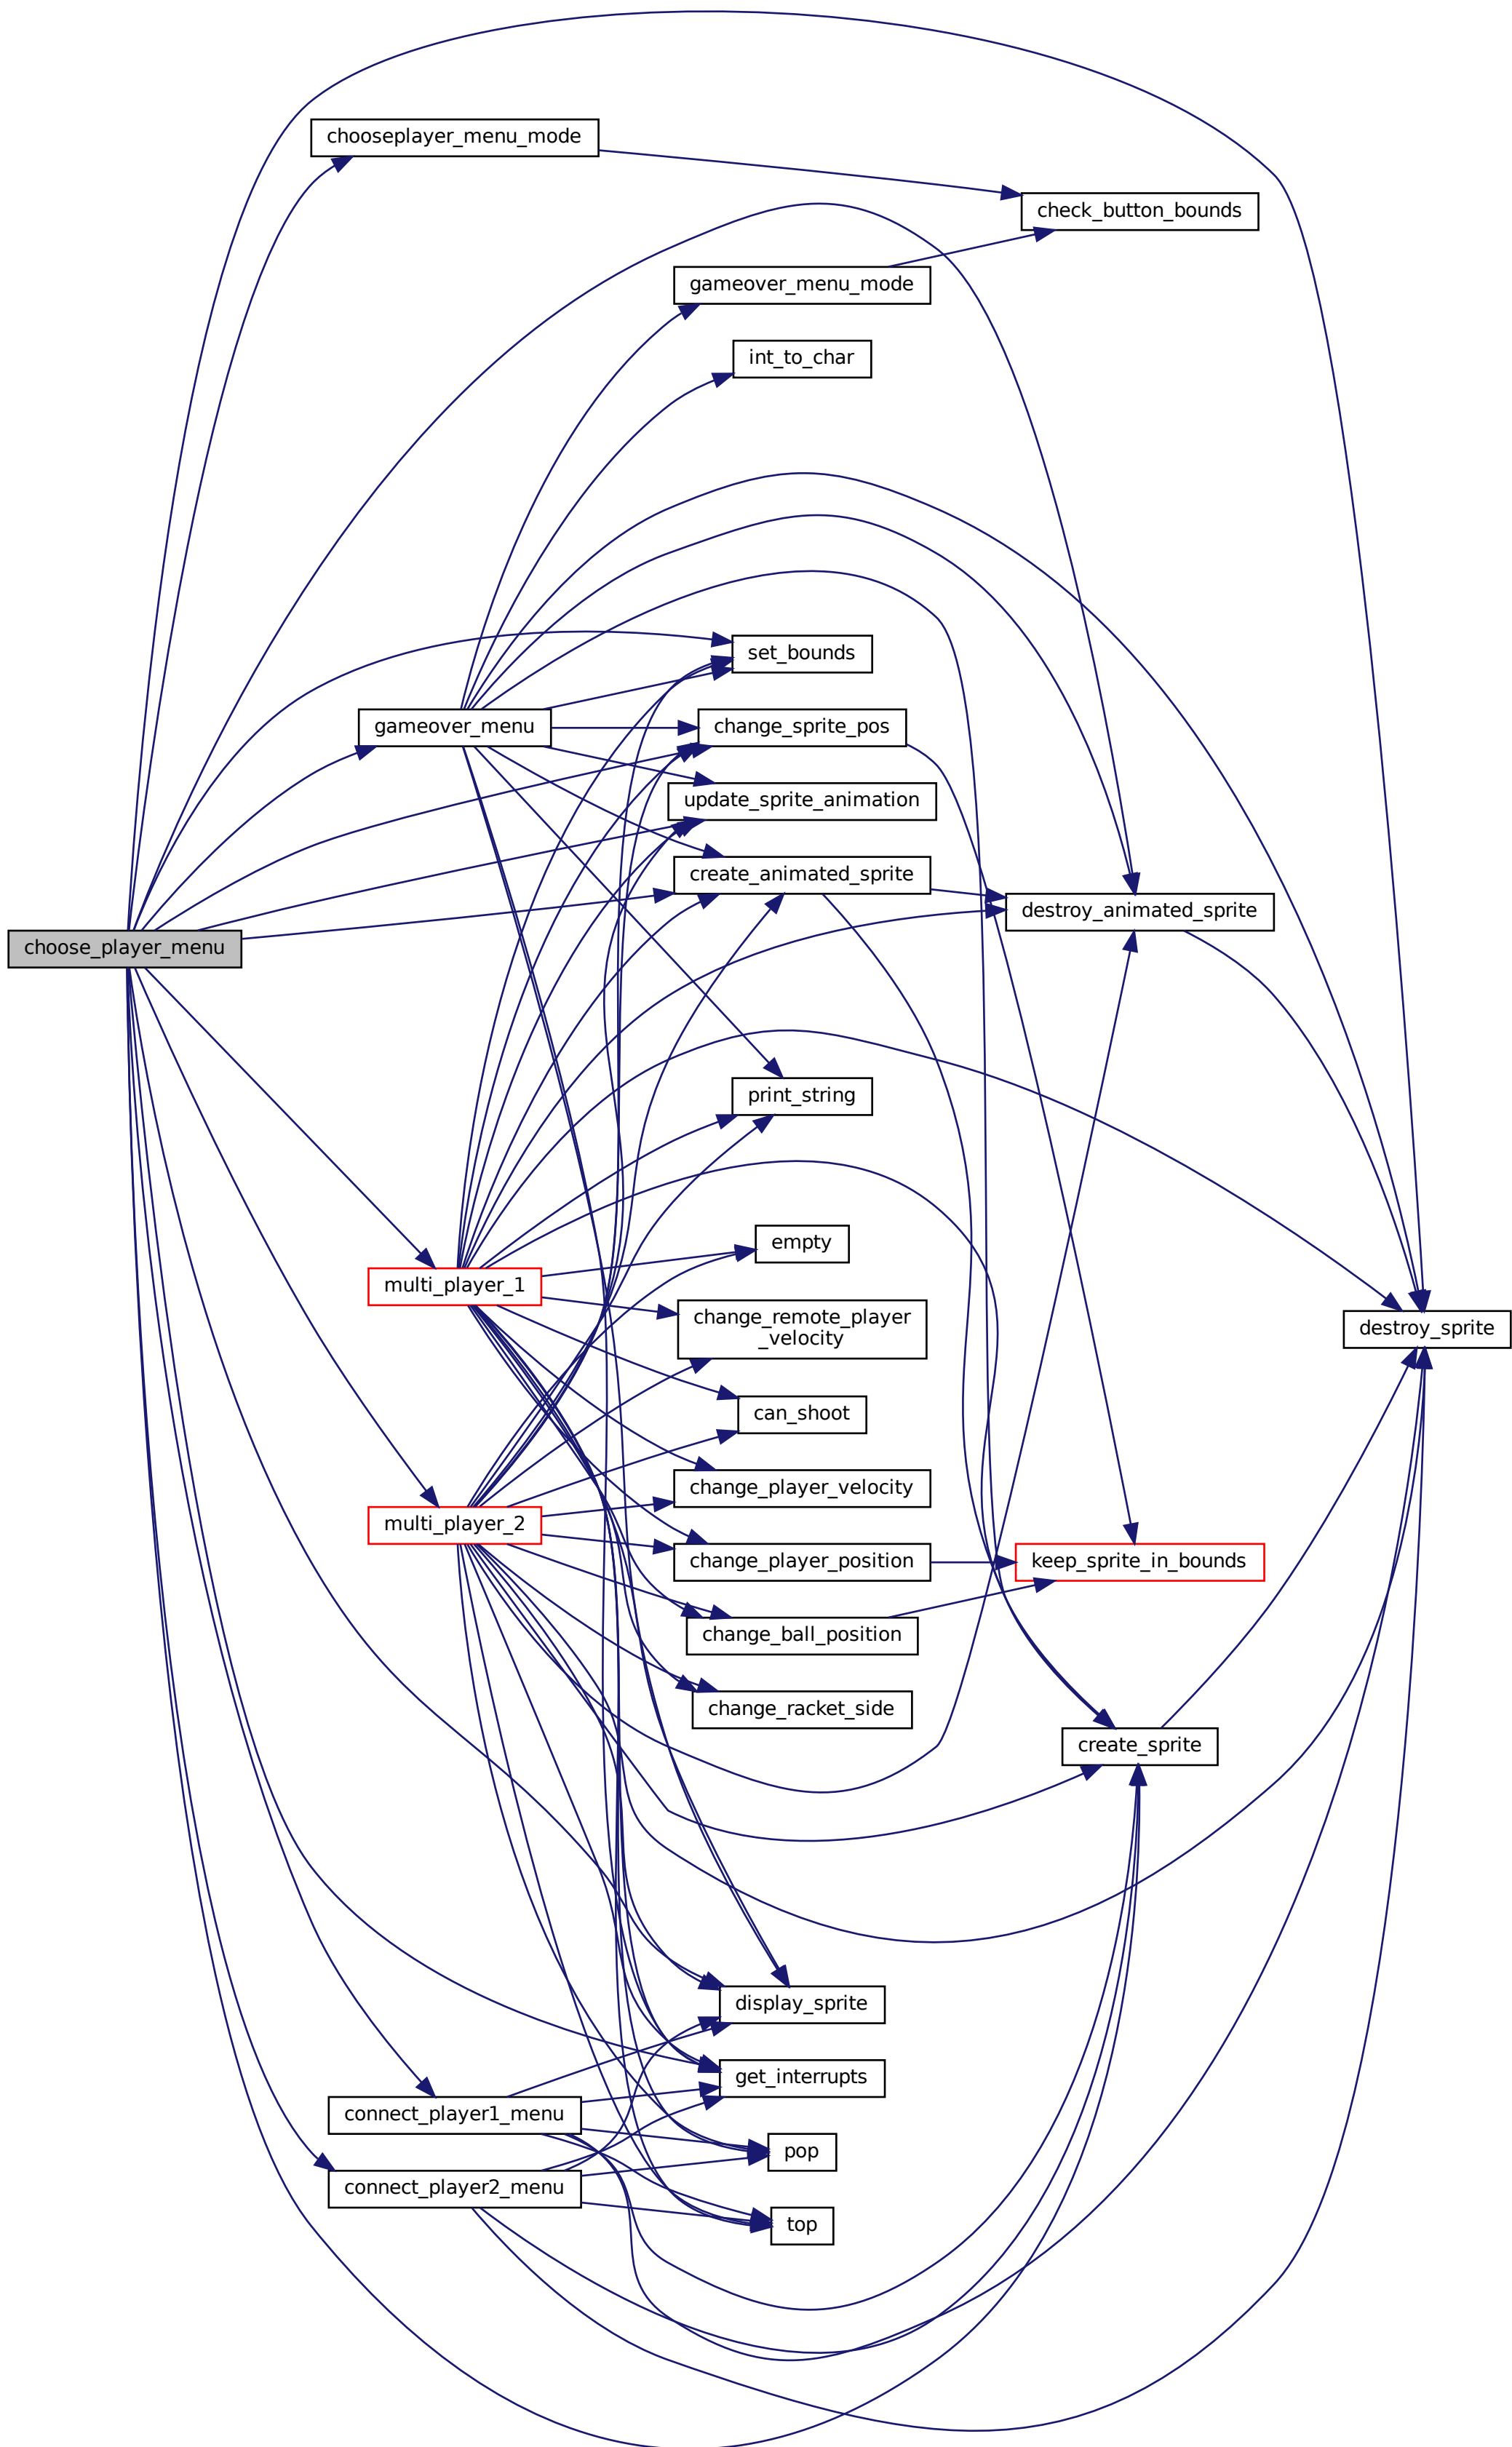 chooseplayer_menu_mode
check_button_bounds
gameover_menu_mode
int_to_char
set_bounds
gameover_menu
change_sprite_pos
update_sprite_animation
create_animated_sprite
destroy_animated_sprite
choose_player_menu
print_string
empty
multi_player_1
change_remote_player
_velocity
destroy_sprite
can_shoot
change_player_velocity
multi_player_2
change_player_position
keep_sprite_in_bounds
change_ball_position
change_racket_side
create_sprite
display_sprite
get_interrupts
connect_player1_menu
pop
connect_player2_menu
top